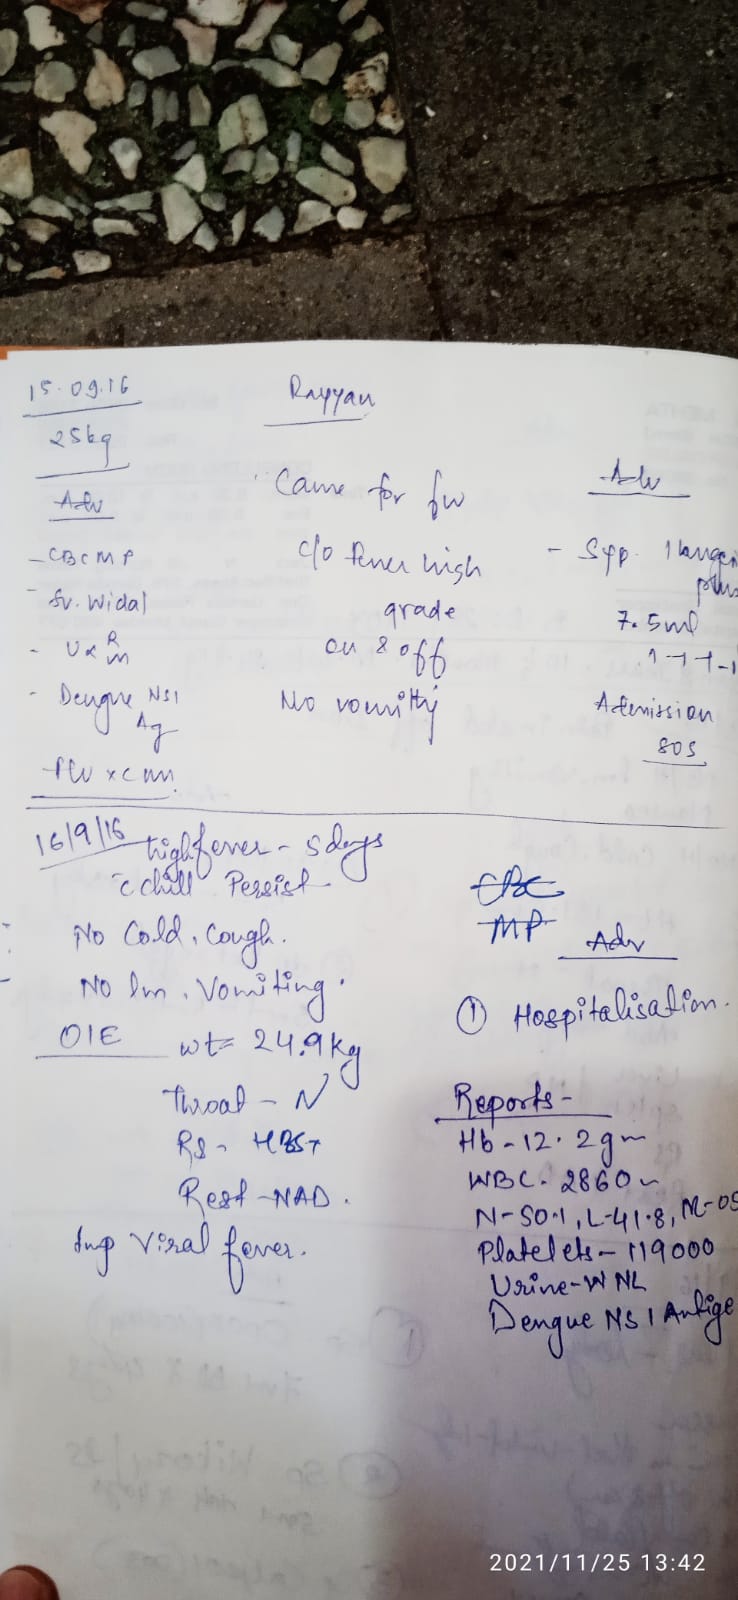 15.09.16
Rayyan
25kg
Adv
- CBC MP
- Sr. Widal
- U R/m
- Dengue NS1
Ag
Came for fw
c/o fever high
grade
on & off
No vomitty
Adv
- Syp.
plus
7.5ml
1-1-1-1
Admission
SOS
16/9/16 high fever - 5 days
c chill Persist
No Cold, Cough.
No lm, Vomiting.
O/E wt = 24.9kg
Throat - N
RS -
Rest - NAD.
Imp Viral fever.
CBC
MP
Adv
① Hospitalisation.
Reports -
Hb - 12.2gm
WBC - 2860
N-50.1, L-41.8, M-05
Platelets - 119000
Urine - WNL
Dengue NS1 Antige
2021/11/25 13:42